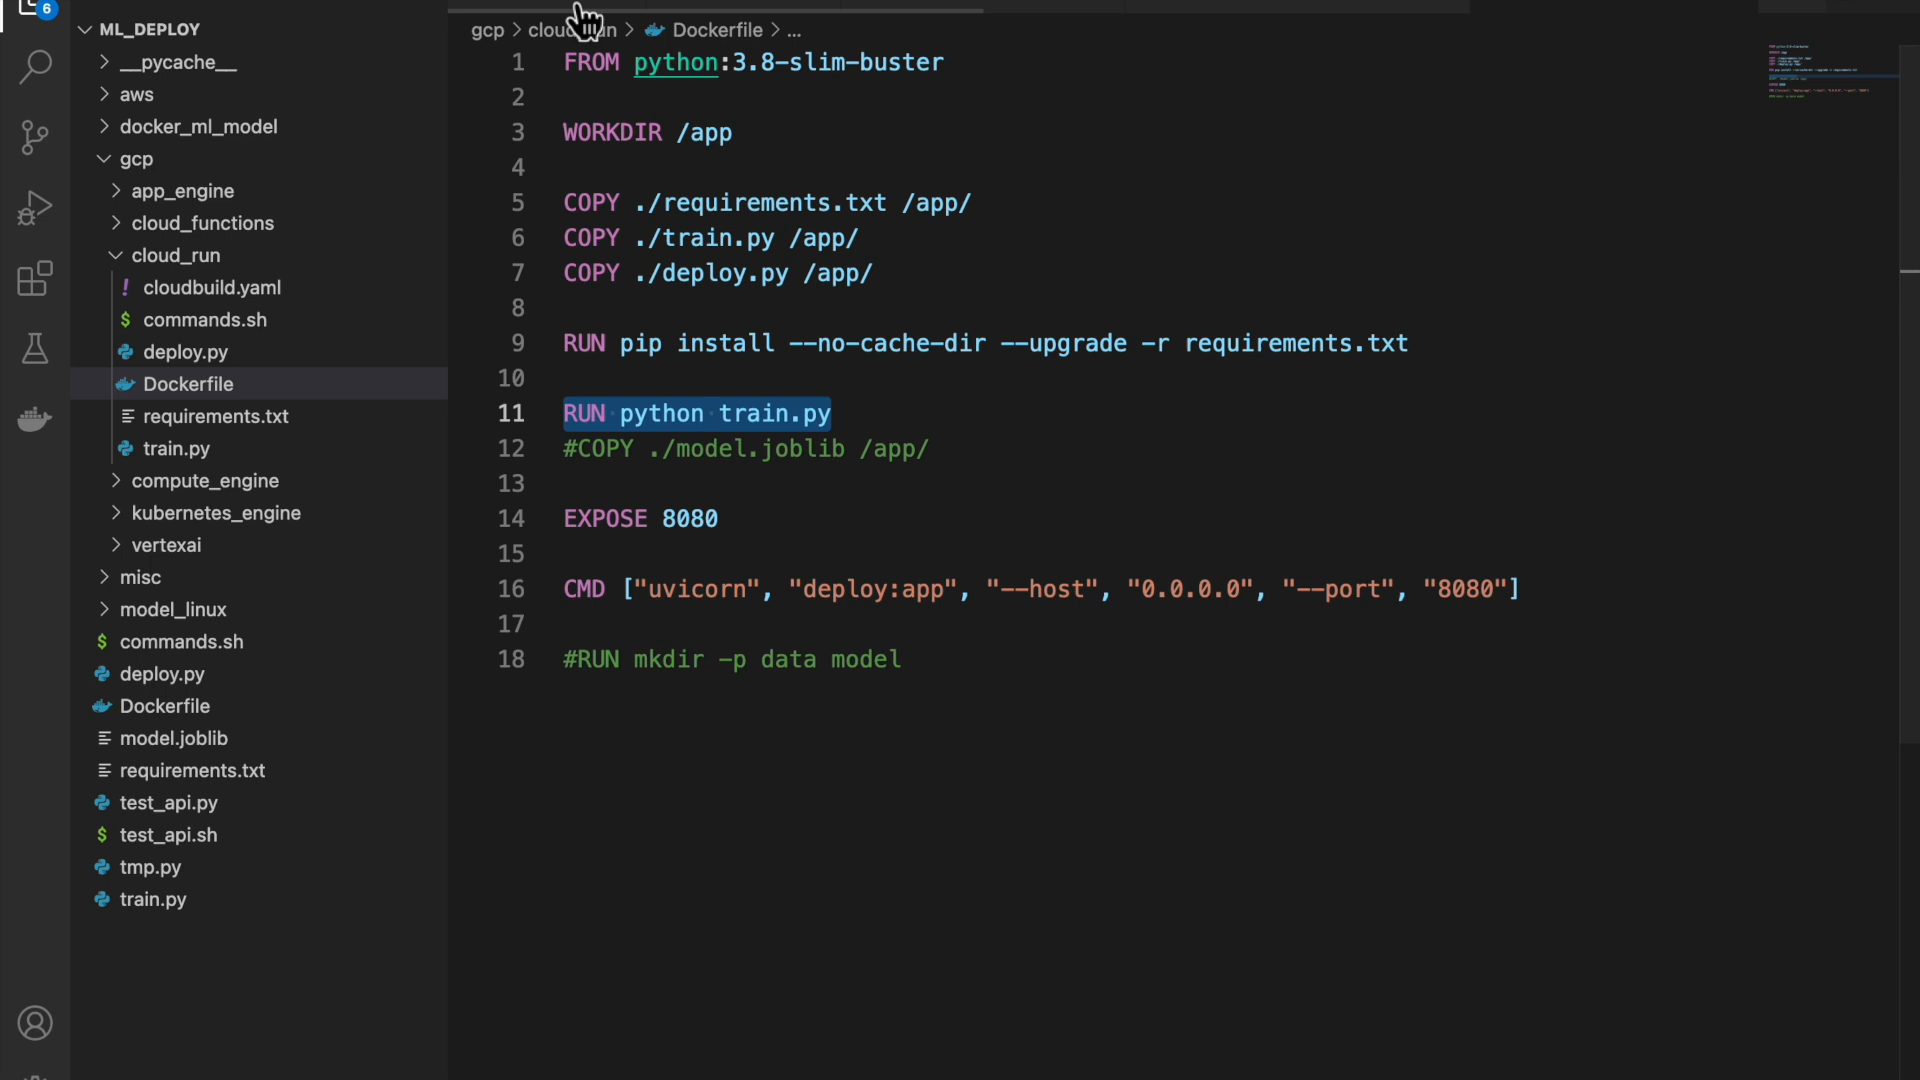 6
ML_DEPLOY
__pycache__
aws
docker_ml_model
gcp
app_engine
cloud_functions
cloud_run
! cloudbuild.yaml
$ commands.sh
deploy.py
Dockerfile
requirements.txt
train.py
compute_engine
kubernetes_engine
vertexai
misc
model_linux
$ commands.sh
deploy.py
Dockerfile
model.joblib
requirements.txt
test_api.py
$ test_api.sh
tmp.py
train.py
gcp > cloud_run > Dockerfile > ...
1 FROM python:3.8-slim-buster
2
3 WORKDIR /app
4
5 COPY ./requirements.txt /app/
6 COPY ./train.py /app/
7 COPY ./deploy.py /app/
8
9 RUN pip install --no-cache-dir --upgrade -r requirements.txt
10
11 RUN python train.py
12 #COPY ./model.joblib /app/
13
14 EXPOSE 8080
15
16 CMD ["uvicorn", "deploy:app", "--host", "0.0.0.0", "--port", "8080"]
17
18 #RUN mkdir -p data model